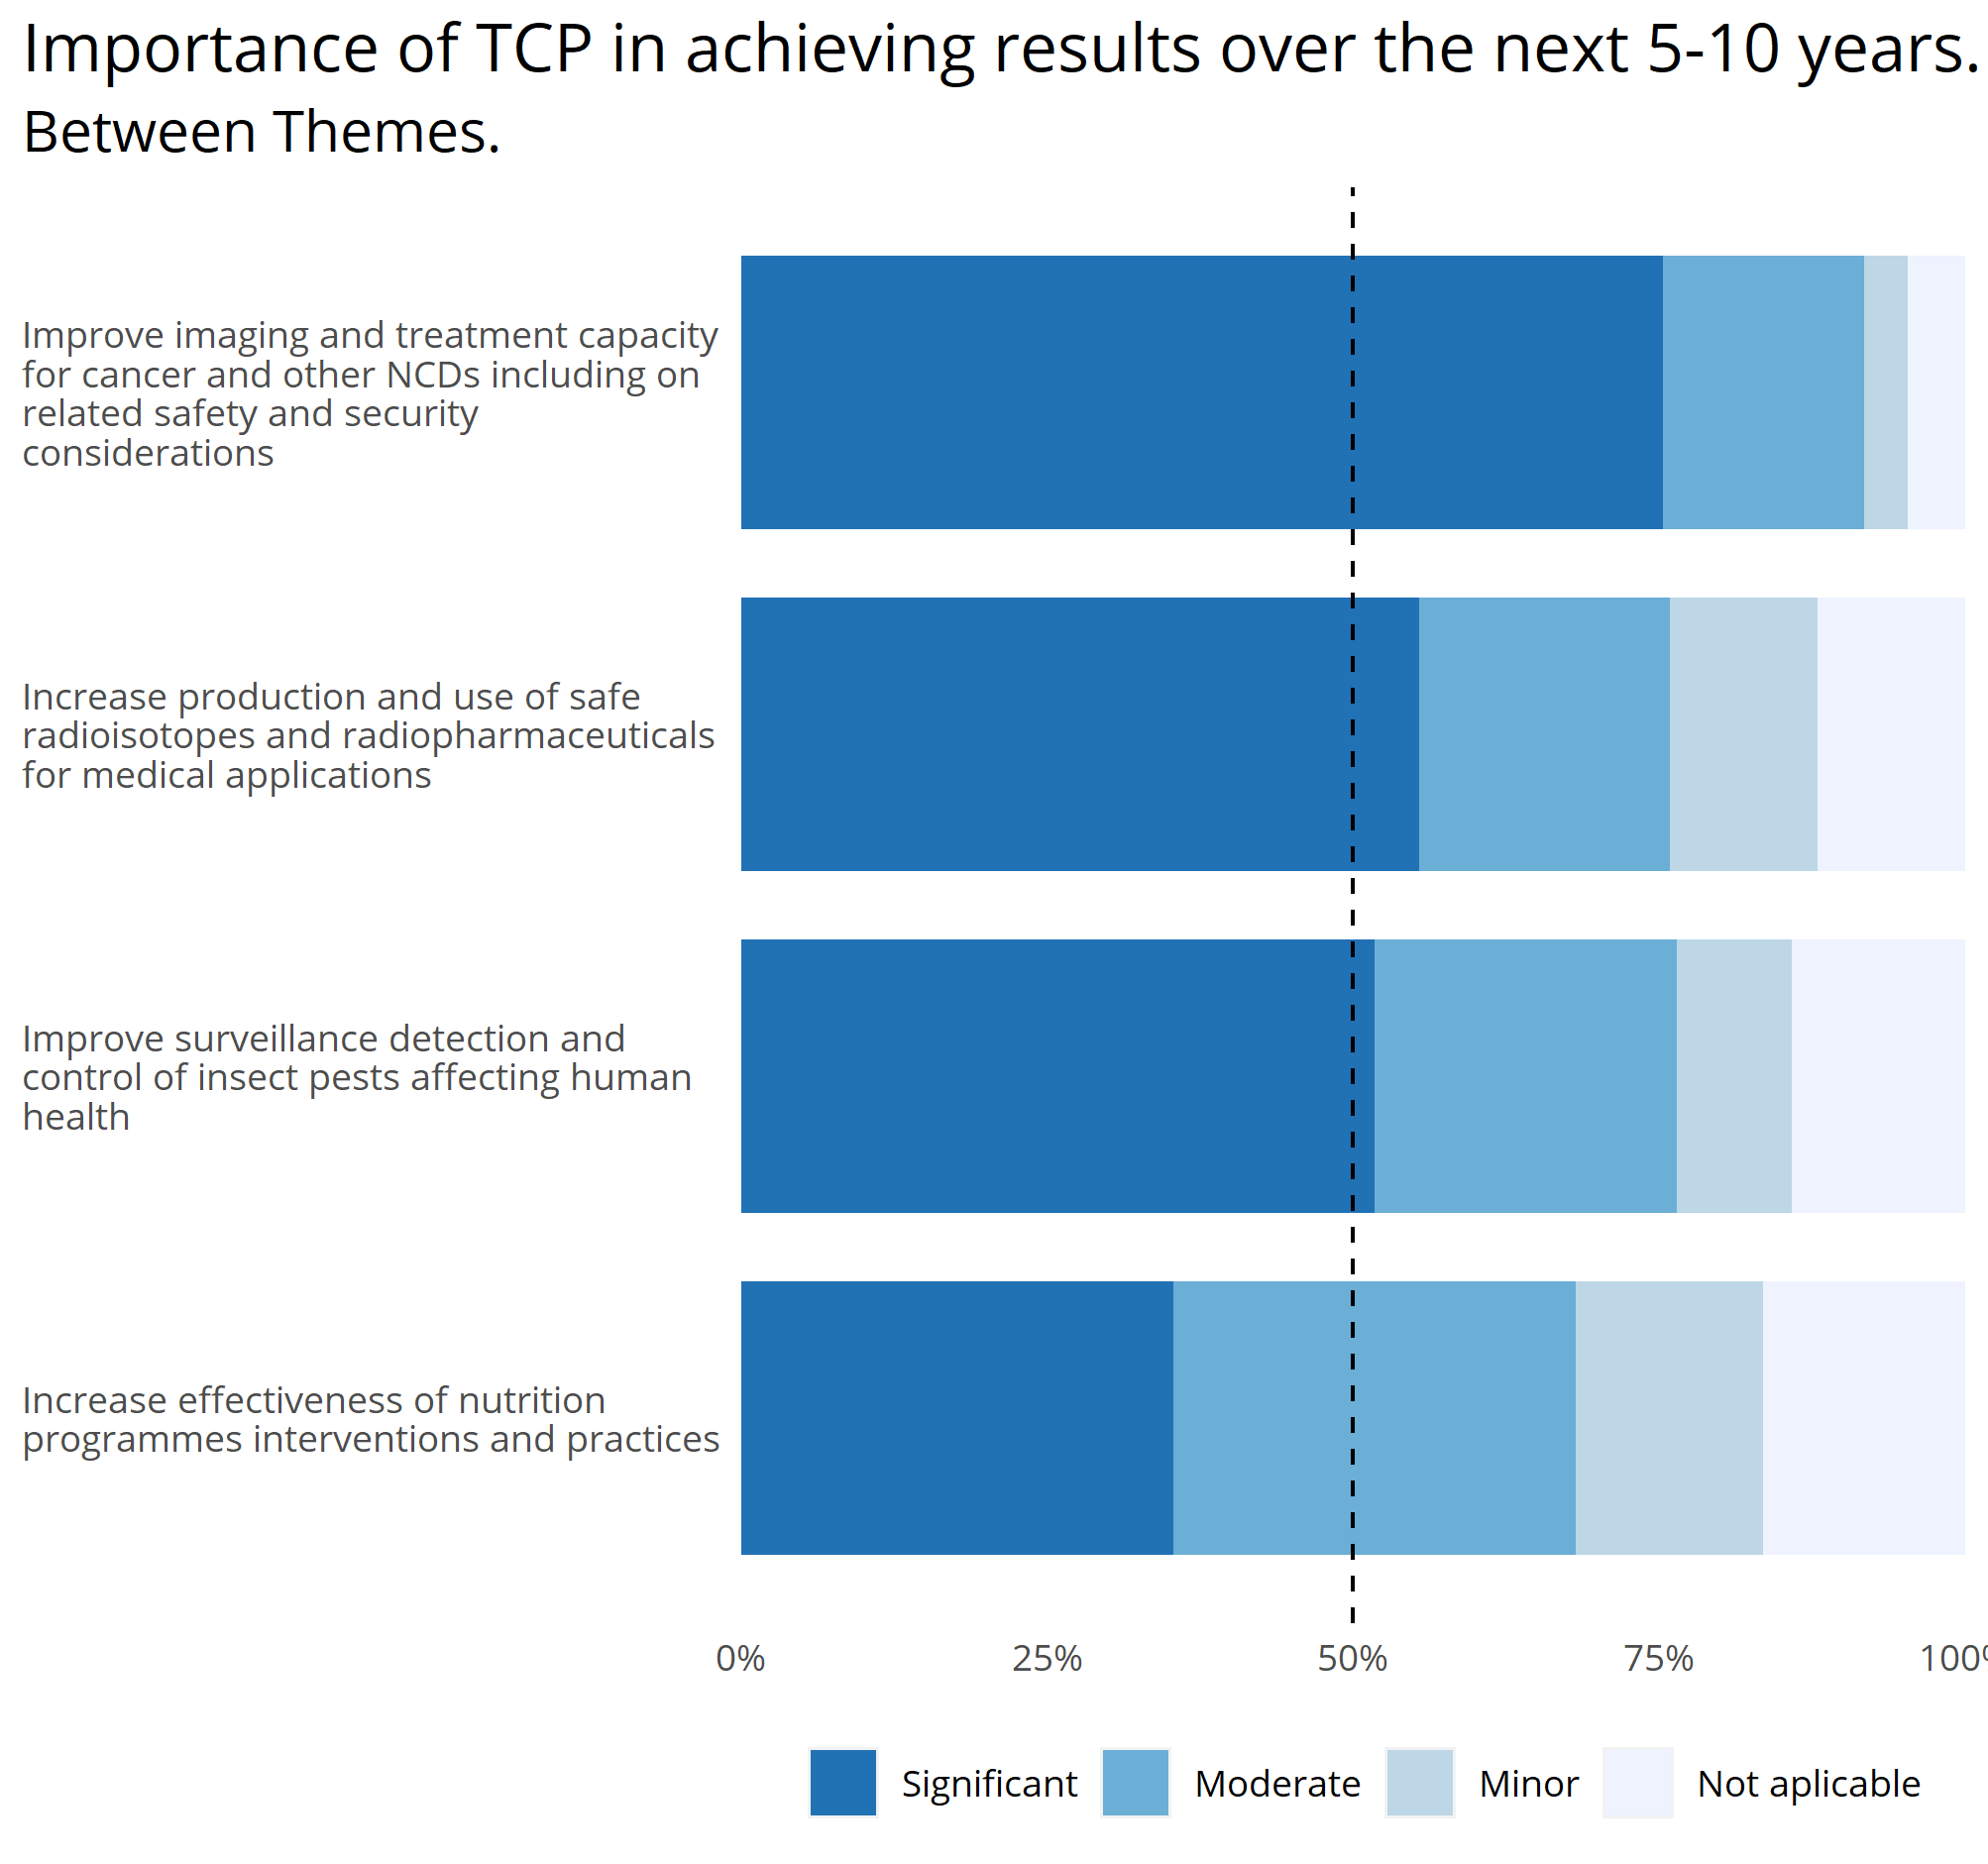 Importance of TCP in achieving results over the next 5-10 years.
Between Themes.
Improve imaging and treatment capacity
for cancer and other NCDs including on
related safety and security
considerations
Increase production and use of safe
radioisotopes and radiopharmaceuticals
for medical applications
Improve surveillance detection and
control of insect pests affecting human
health
Increase effectiveness of nutrition
programmes interventions and practices
0% 25% 50% 75% 100%
Significant Moderate Minor Not aplicable